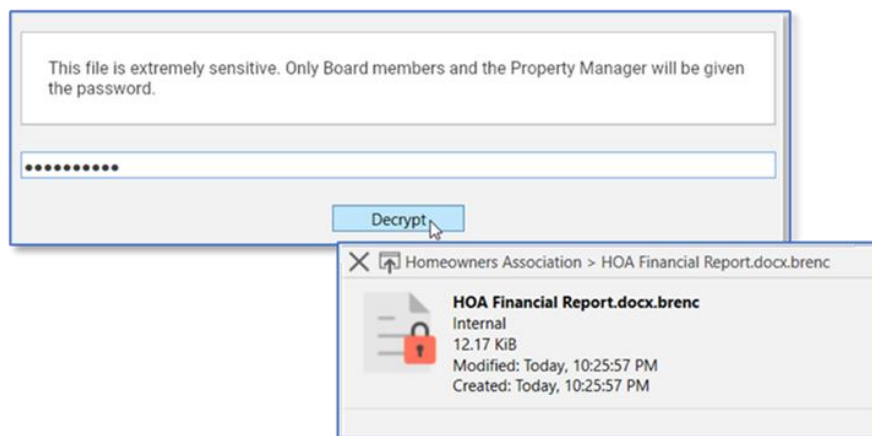 This file is extremely sensitive. Only Board members and the Property Manager will be given
the password.
••••••••••
Decrypt
Homeowners Association > HOA Financial Report.docx.brenc
HOA Financial Report.docx.brenc
Internal
12.17 KiB
Modified: Today, 10:25:57 PM
Created: Today, 10:25:57 PM